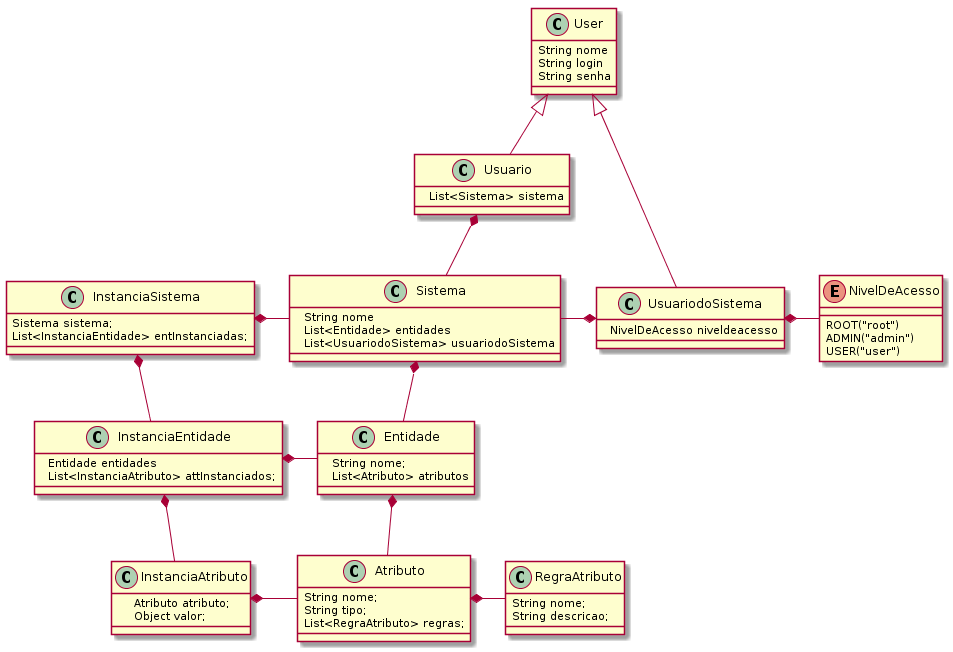 C User
String nome
String login
String senha
C Usuario
List<Sistema> sistema
C InstanciaSistema
Sistema sistema;
List<InstanciaEntidade> entInstanciadas;
C Sistema
String nome
List<Entidade> entidades
List<UsuariodoSistema> usuariodoSistema
C UsuariodoSistema
NivelDeAcesso niveldeacesso
E NivelDeAcesso
ROOT("root")
ADMIN("admin")
USER("user")
C InstanciaEntidade
Entidade entidades
List<InstanciaAtributo> attInstanciados;
C Entidade
String nome;
List<Atributo> atributos
C InstanciaAtributo
Atributo atributo;
Object valor;
C Atributo
String nome;
String tipo;
List<RegraAtributo> regras;
C RegraAtributo
String nome;
String descricao;